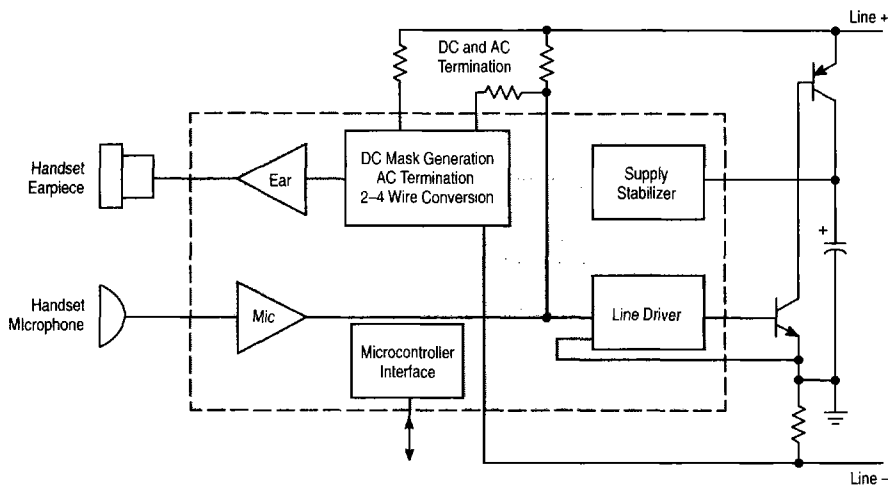 Line +
DC and AC
Termination
Handset
Earpiece
Ear
DC Mask Generation
AC Termination
2–4 Wire Conversion
Supply
Stabilizer
+
Handset
Microphone
Mic
Line Driver
Microcontroller
Interface
Line –